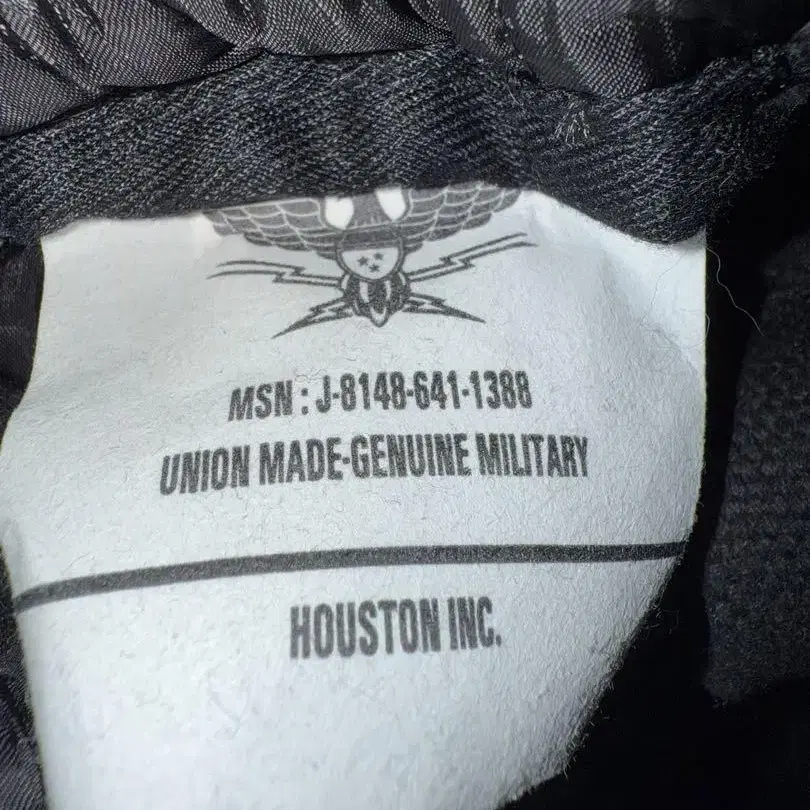 MSN : J-8148-641-1388
UNION MADE-GENUINE MILITARY
HOUSTON INC.